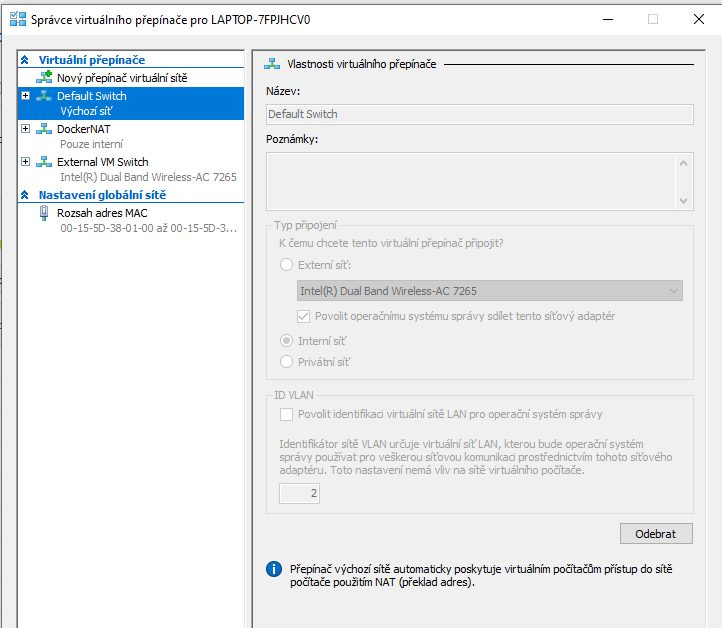 Správce virtuálního přepínače pro LAPTOP-7FPJHCV0
Virtuální přepínače
Nový přepínač virtuální sítě
Default Switch
Výchozí síť
DockerNAT
Pouze interní
External VM Switch
Intel(R) Dual Band Wireless-AC 7265
Nastavení globální sítě
Rozsah adres MAC
00-15-5D-38-01-00 až 00-15-5D-3...
Vlastnosti virtuálního přepínače
Název:
Default Switch
Poznámky:
Typ připojení
K čemu chcete tento virtuální přepínač připojit?
Externí síť:
Intel(R) Dual Band Wireless-AC 7265
Povolit operačnímu systému správy sdílet tento síťový adaptér
Interní síť
Privátní síť
ID VLAN
Povolit identifikaci virtuální sítě LAN pro operační systém správy
Identifikátor sítě VLAN určuje virtuální síť LAN, kterou bude operační systém
správy používat pro veškerou síťovou komunikaci prostřednictvím tohoto síťového
adaptéru. Toto nastavení nemá vliv na sítě virtuálního počítače.
2
Odebrat
Přepínač výchozí sítě automaticky poskytuje virtuálním počítačům přístup do sítě
počítače použitím NAT (překlad adres).